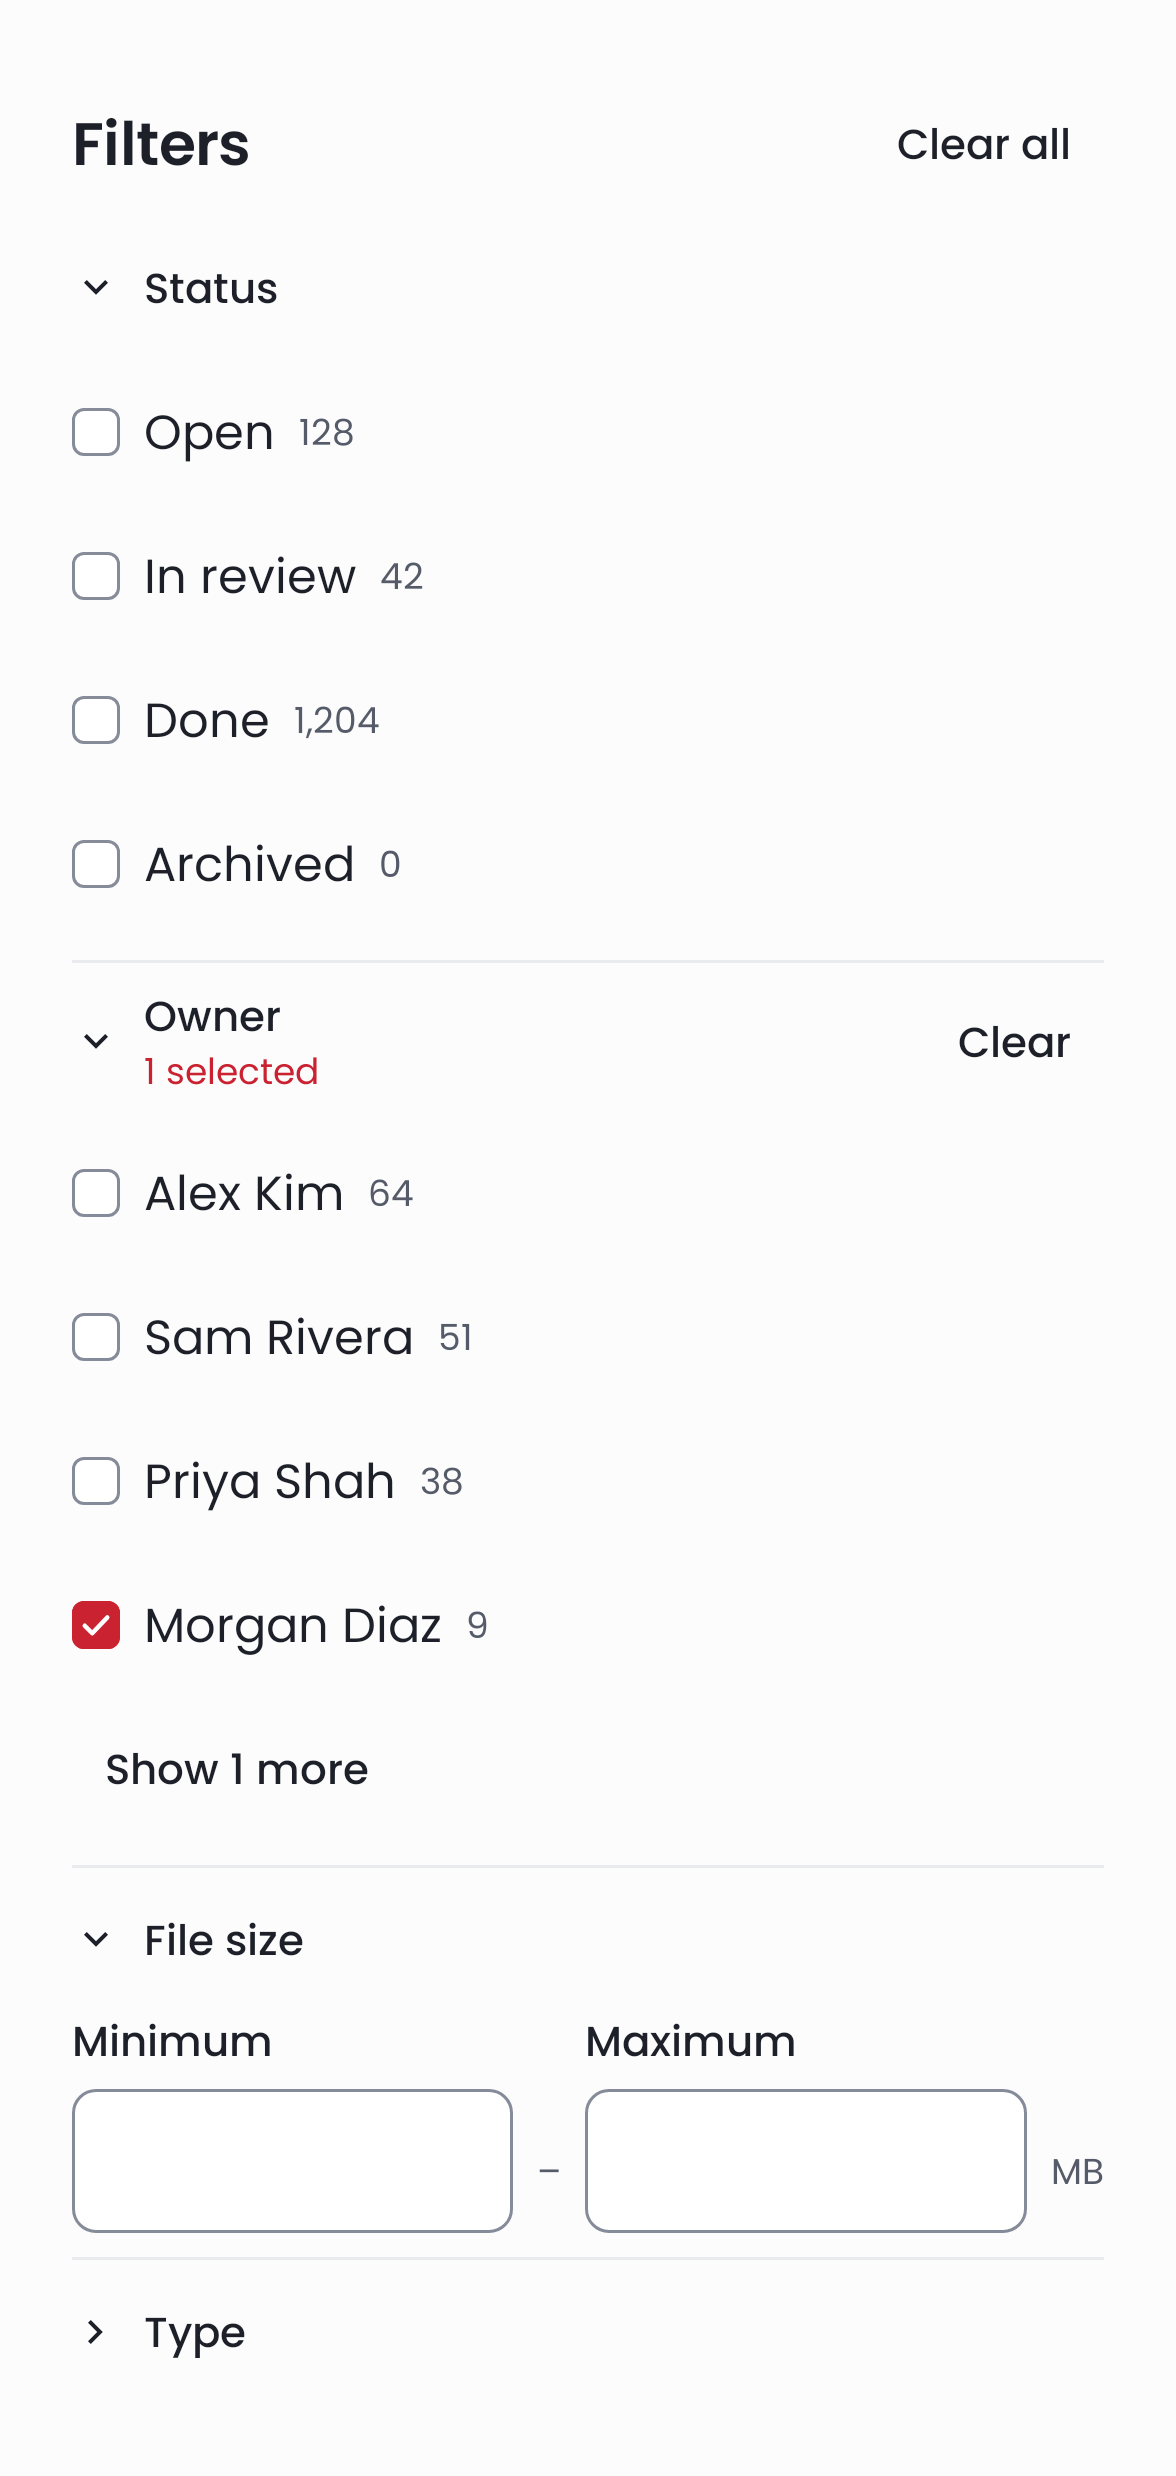 Filters Clear all
Status
Open 128
In review 42
Done 1,204
Archived 0
Owner
1 selected
Clear
Alex Kim 64
Sam Rivera 51
Priya Shah 38
Morgan Diaz 9
Show 1 more
File size
Minimum Maximum
– MB
Type